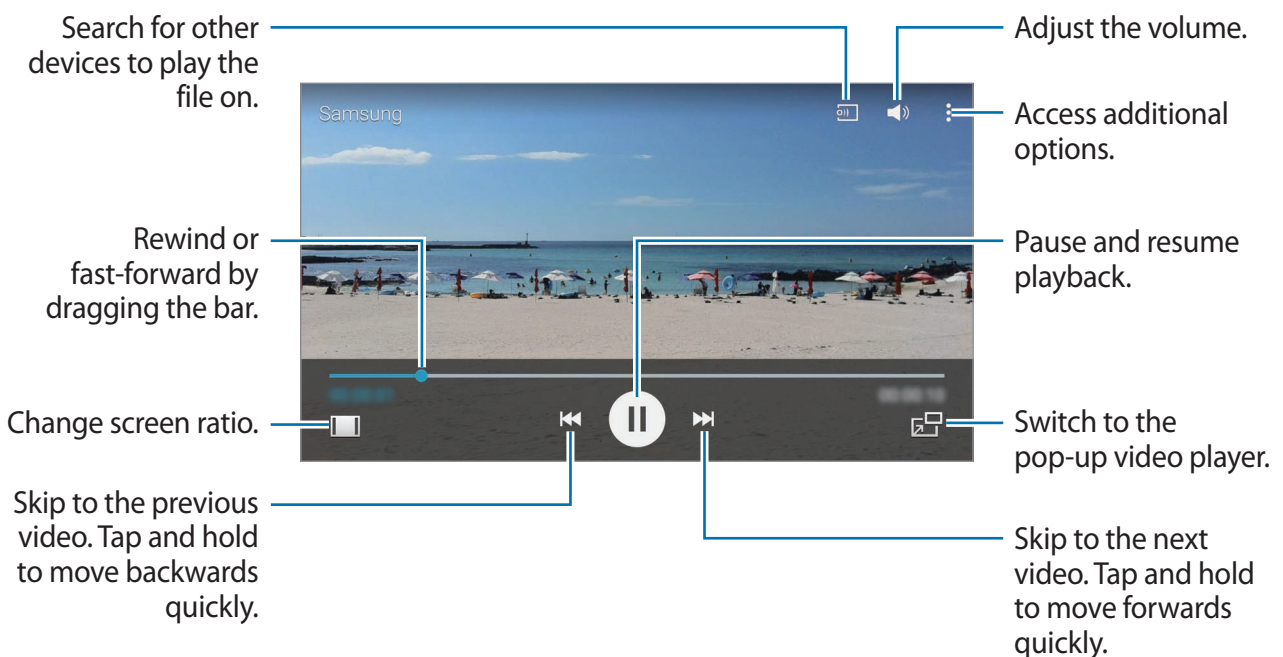 Search for other
devices to play the
file on.
Adjust the volume.
Samsung
Access additional
options.
Rewind or
fast-forward by
dragging the bar.
Pause and resume
playback.
Change screen ratio.
Switch to the
pop-up video player.
Skip to the previous
video. Tap and hold
to move backwards
quickly.
Skip to the next
video. Tap and hold
to move forwards
quickly.